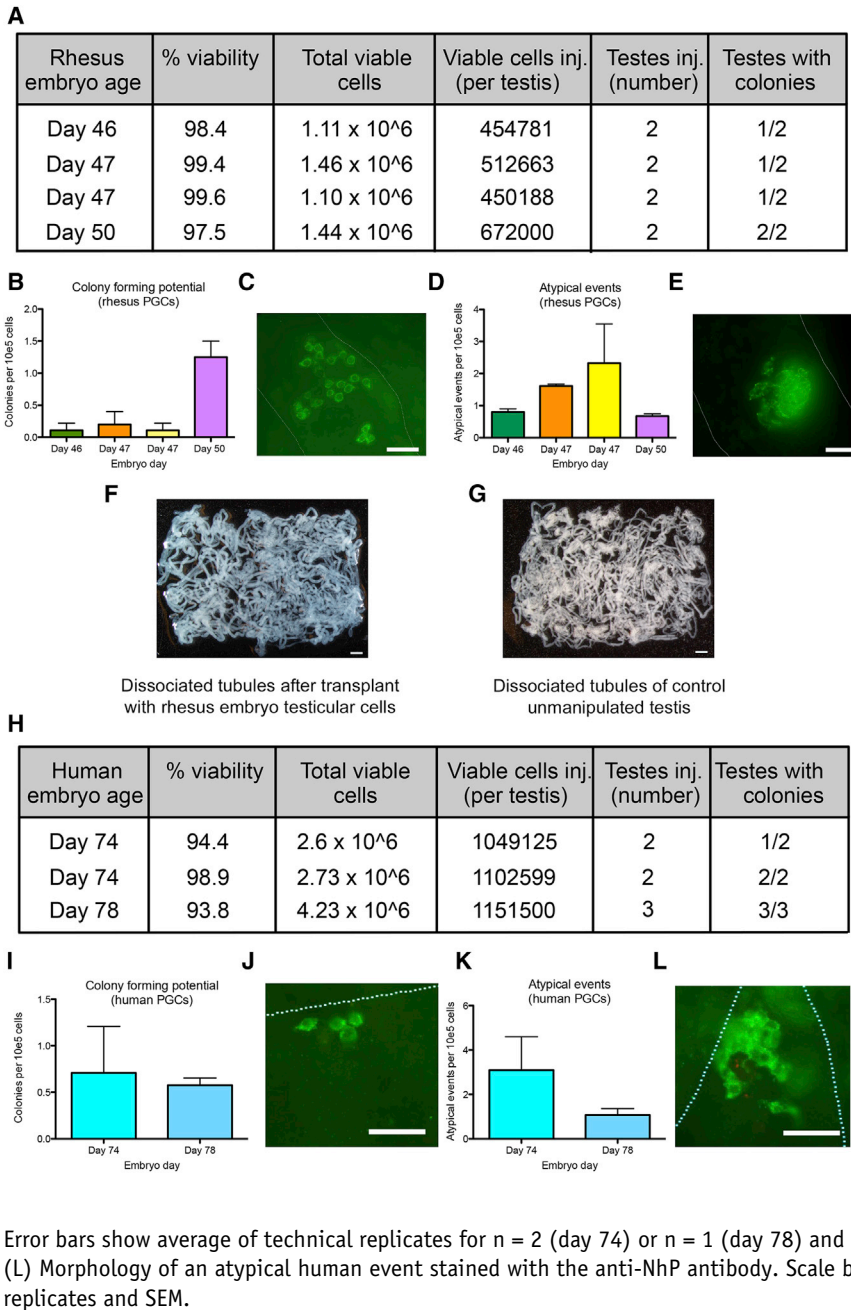 A
Rhesus embryo age | % viability | Total viable cells | Viable cells inj. (per testis) | Testes inj. (number) | Testes with colonies
Day 46 | 98.4 | 1.11 x 10^6 | 454781 | 2 | 1/2
Day 47 | 99.4 | 1.46 x 10^6 | 512663 | 2 | 1/2
Day 47 | 99.6 | 1.10 x 10^6 | 450188 | 2 | 1/2
Day 50 | 97.5 | 1.44 x 10^6 | 672000 | 2 | 2/2
B
Colony forming potential
(rhesus PGCs)
Colonies per 10e5 cells
2.0
1.5
1.0
0.5
0.0
Day 46 Day 47 Day 47 Day 50
Embryo day
C
D
Atypical events
(rhesus PGCs)
Atypical events per 10e5 cells
4
3
2
1
0
Day 46 Day 47 Day 47 Day 50
Embryo day
E
F
Dissociated tubules after transplant
with rhesus embryo testicular cells
G
Dissociated tubules of control
unmanipulated testis
H
Human embryo age | % viability | Total viable cells | Viable cells inj. (per testis) | Testes inj. (number) | Testes with colonies
Day 74 | 94.4 | 2.6 x 10^6 | 1049125 | 2 | 1/2
Day 74 | 98.9 | 2.73 x 10^6 | 1102599 | 2 | 2/2
Day 78 | 93.8 | 4.23 x 10^6 | 1151500 | 3 | 3/3
I
Colony forming potential
(human PGCs)
Colonies per 10e5 cells
1.5
1.0
0.5
0.0
Day 74 Day 78
Embryo day
J
K
Atypical events
(human PGCs)
Atypical events per 10e5 cells
6
4
2
0
Day 74 Day 78
Embryo day
L
Error bars show average of technical replicates for n = 2 (day 74) or n = 1 (day 78) and
(L) Morphology of an atypical human event stained with the anti-NhP antibody. Scale b
replicates and SEM.